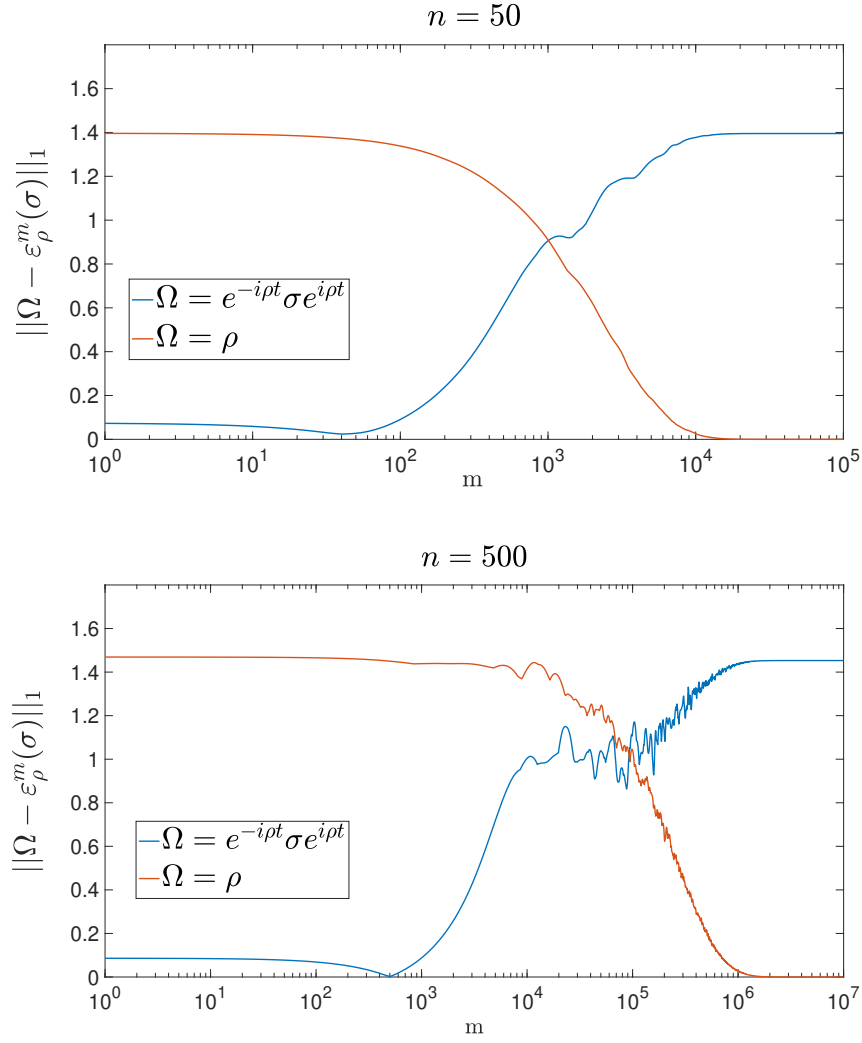 n = 50
||Ω − ε_ρ^m(σ)||_1
1.6
1.4
1.2
1
0.8
0.6
0.4
0.2
0
Ω = e^{−iρt}σe^{iρt}
Ω = ρ
10^0 10^1 10^2 10^3 10^4 10^5
m
n = 500
||Ω − ε_ρ^m(σ)||_1
1.6
1.4
1.2
1
0.8
0.6
0.4
0.2
0
Ω = e^{−iρt}σe^{iρt}
Ω = ρ
10^0 10^1 10^2 10^3 10^4 10^5 10^6 10^7
m